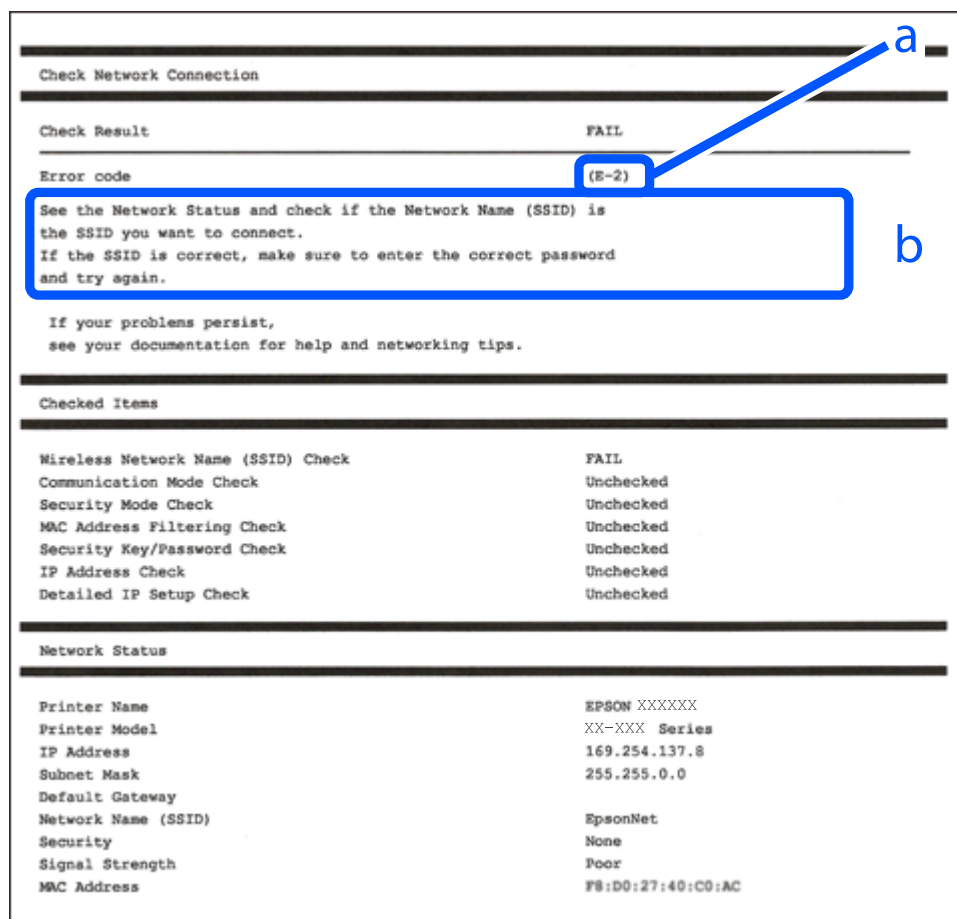 a
Check Network Connection
Check Result FAIL
Error code (E-2)
See the Network Status and check if the Network Name (SSID) is
the SSID you want to connect.
If the SSID is correct, make sure to enter the correct password
and try again.
b
If your problems persist,
see your documentation for help and networking tips.
Checked Items
Wireless Network Name (SSID) Check FAIL
Communication Mode Check Unchecked
Security Mode Check Unchecked
MAC Address Filtering Check Unchecked
Security Key/Password Check Unchecked
IP Address Check Unchecked
Detailed IP Setup Check Unchecked
Network Status
Printer Name EPSON XXXXXX
Printer Model XX-XXX Series
IP Address 169.254.137.8
Subnet Mask 255.255.0.0
Default Gateway
Network Name (SSID) EpsonNet
Security None
Signal Strength Poor
MAC Address F8:D0:27:40:C0:AC